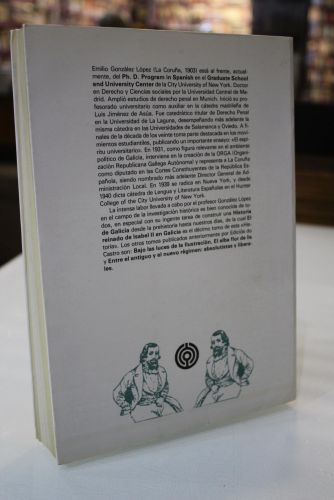 Emilio González López (La Coruña, 1903) está al frente, actual-
mente, del Ph. D. Program in Spanish en el Graduate School
and University Center de la City University of New York. Doctor
en Derecho y Ciencias sociales por la Universidad Central de Ma-
drid. Amplió estudios de derecho penal en Munich. Inició su pro-
fesorado universitario como auxiliar en la cátedra madrileña de
Luis Jiménez de Asúa. Fue catedrático titular de Derecho Penal
en la Universidad de La Laguna, desempeñando más adelante
la misma cátedra en las Universidades de Salamanca y Oviedo. A fi-
nales de la década de los veinte toma parte destacada en los movi-
mientos estudiantiles, publicando un importante ensayo: «El espí-
ritu universitario». En 1931, como figura relevante en el ambiente
político de Galicia, interviene en la creación de la ORGA (Organi-
zación Republicana Gallega Autónoma) y representa a La Coruña
como diputado en las Cortes Constituyentes de la República Es-
pañola, siendo nombrado más adelante Director General de Ad-
ministración Local. En 1939 se radica en Nueva York, y desde
1940 dicta cátedra de Lengua y Literatura Españolas en el Hunter
College of the City University of New York.
La intensa labor llevada a cabo por el profesor González López
en el campo de la investigación histórica es bien conocida de to-
dos, en especial con su ingente tarea de construir una Historia
de Galicia desde la prehistoria hasta nuestros días, de la cual El
reinado de Isabel II en Galicia es el décimo tomo de esta «His-
toria». Los otros tomos publicados anteriormente por Edición do
Castro son: Bajo las luces de la Ilustración, El alba flor de lis
y Entre el antiguo y el nuevo régimen: absolutistas y libera-
les.